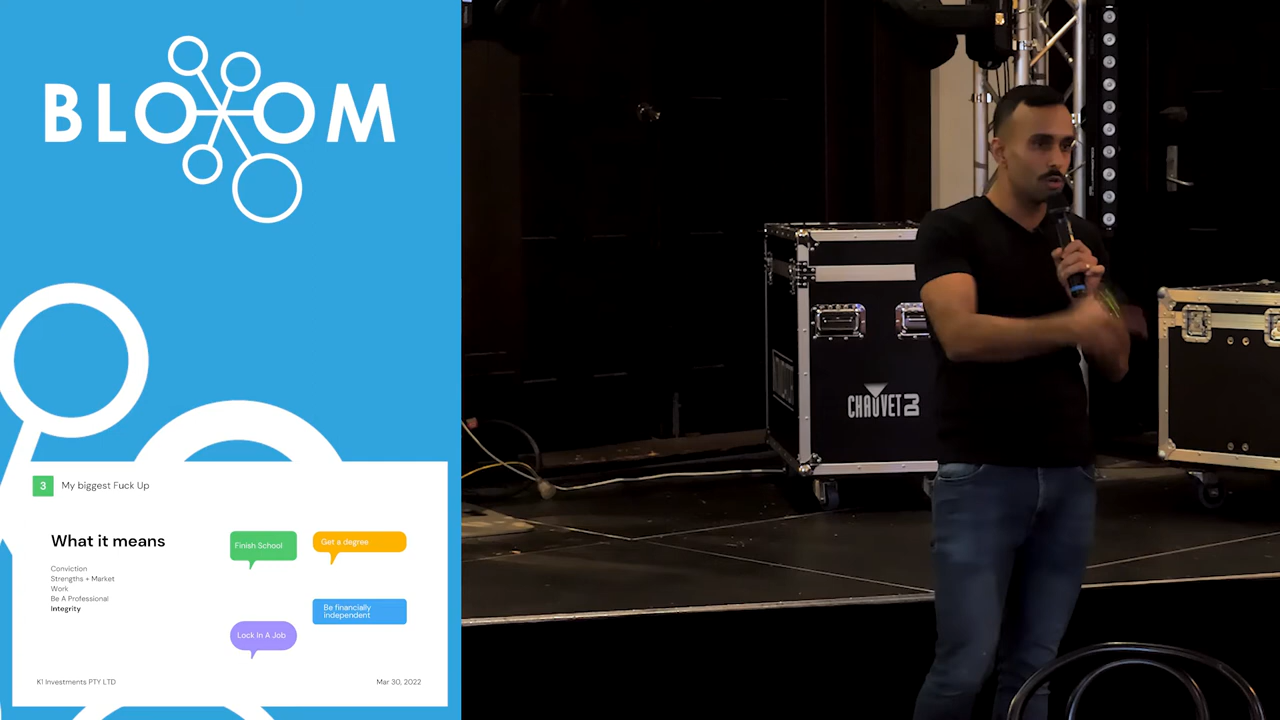 BLOOM
3 My biggest Fuck Up
What it means
Conviction
Strengths + Market
Work
Be A Professional
Integrity
Finish School
Get a degree
Be financially
independent
Lock In A Job
K1 Investments PTY LTD
Mar 30, 2022
CHAUVET DJ